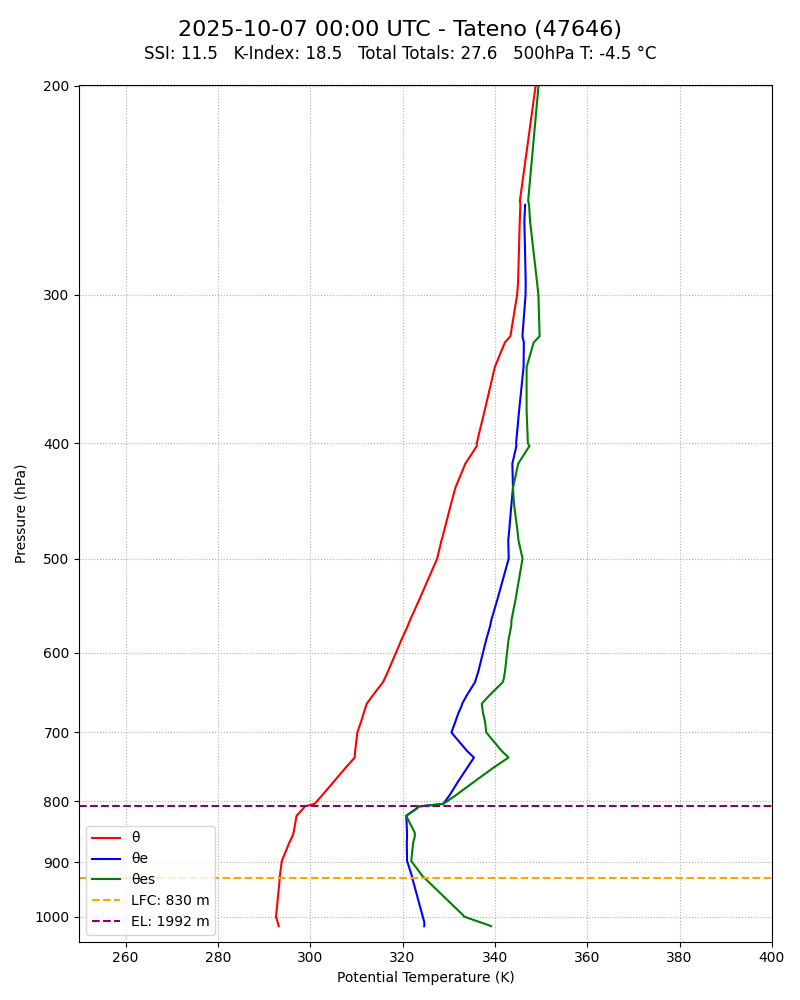 2025-10-07 00:00 UTC - Tateno (47646)
SSI: 11.5   K-Index: 18.5   Total Totals: 27.6   500hPa T: -4.5 °C
200
300
400
500
600
700
800
900
1000
Pressure (hPa)
θ
θe
θes
LFC: 830 m
EL: 1992 m
260 280 300 320 340 360 380 400
Potential Temperature (K)